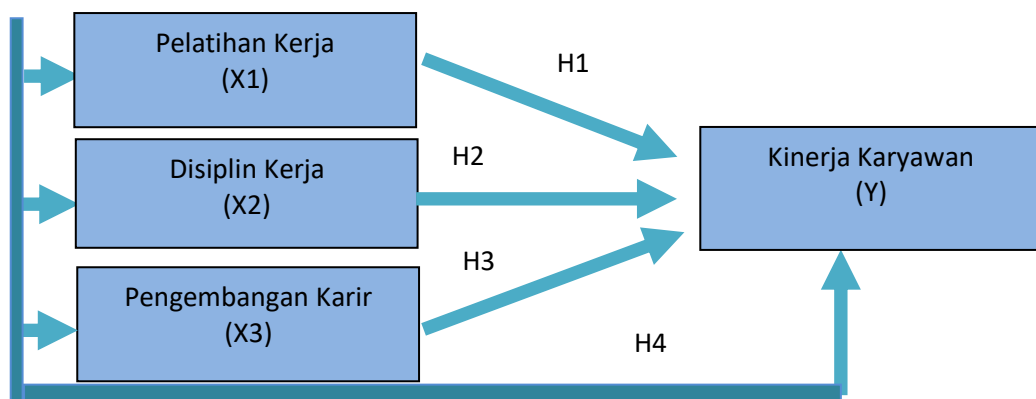 Pelatihan Kerja
(X1)
H1
Disiplin Kerja
(X2)
H2
Kinerja Karyawan
(Y)
H3
Pengembangan Karir
(X3)
H4